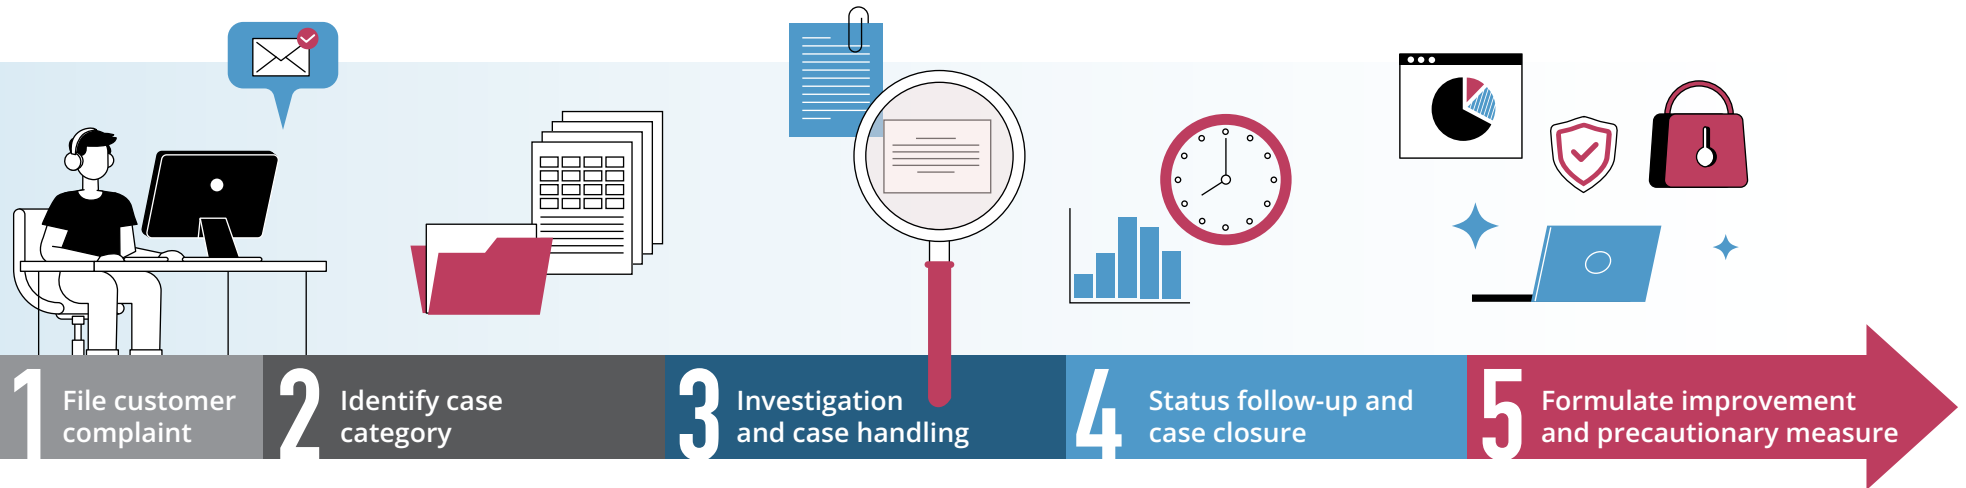 1
File customer
complaint
2
Identify case
category
3
Investigation
and case handling
4
Status follow-up and
case closure
5
Formulate improvement
and precautionary measure